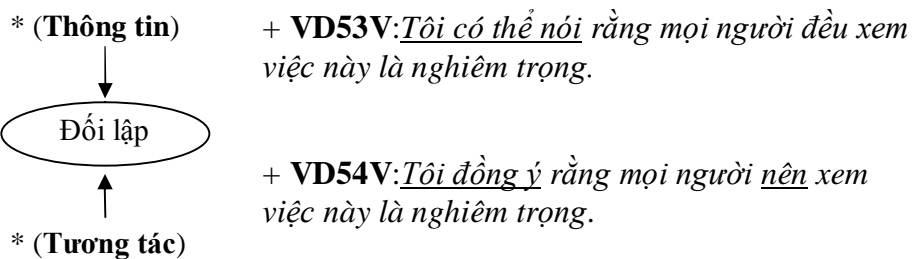 * (Thông tin) + VD53V:Tôi có thể nói rằng mọi người đều xem
việc này là nghiêm trọng.
Đối lập
+ VD54V:Tôi đồng ý rằng mọi người nên xem
việc này là nghiêm trọng.
* (Tương tác)